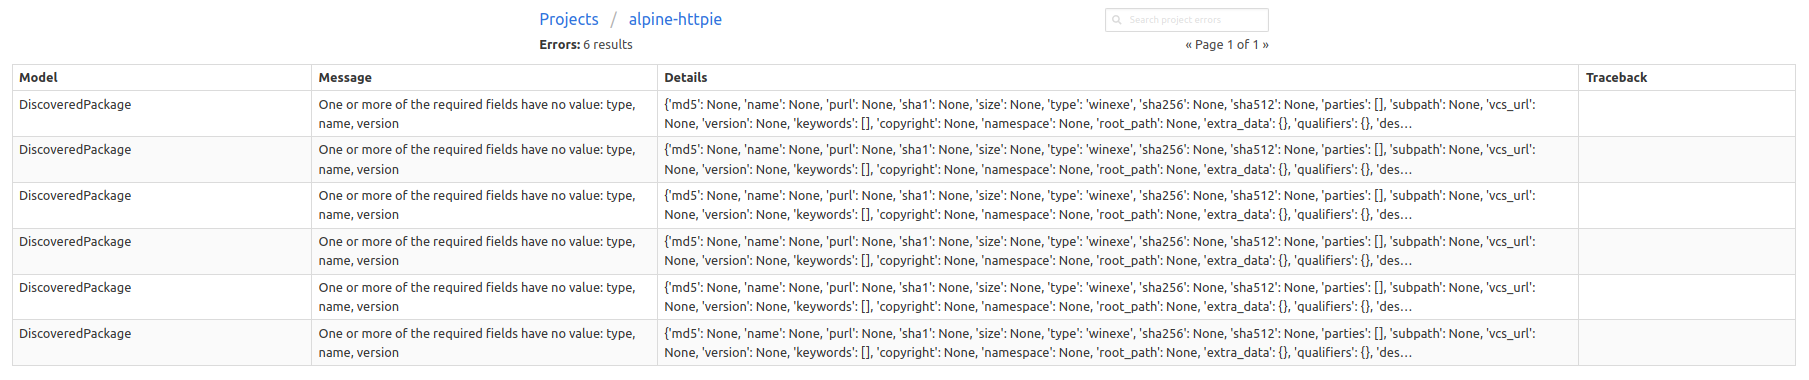 Projects / alpine-httpie
Search project errors
Errors: 6 results
« Page 1 of 1 »
Model Message Details Traceback
DiscoveredPackage One or more of the required fields have no value: type, {'md5': None, 'name': None, 'purl': None, 'sha1': None, 'size': None, 'type': 'winexe', 'sha256': None, 'sha512': None, 'parties': [], 'subpath': None, 'vcs_url':
name, version None, 'version': None, 'keywords': [], 'copyright': None, 'namespace': None, 'root_path': None, 'extra_data': {}, 'qualifiers': {}, 'des…
DiscoveredPackage One or more of the required fields have no value: type, {'md5': None, 'name': None, 'purl': None, 'sha1': None, 'size': None, 'type': 'winexe', 'sha256': None, 'sha512': None, 'parties': [], 'subpath': None, 'vcs_url':
name, version None, 'version': None, 'keywords': [], 'copyright': None, 'namespace': None, 'root_path': None, 'extra_data': {}, 'qualifiers': {}, 'des…
DiscoveredPackage One or more of the required fields have no value: type, {'md5': None, 'name': None, 'purl': None, 'sha1': None, 'size': None, 'type': 'winexe', 'sha256': None, 'sha512': None, 'parties': [], 'subpath': None, 'vcs_url':
name, version None, 'version': None, 'keywords': [], 'copyright': None, 'namespace': None, 'root_path': None, 'extra_data': {}, 'qualifiers': {}, 'des…
DiscoveredPackage One or more of the required fields have no value: type, {'md5': None, 'name': None, 'purl': None, 'sha1': None, 'size': None, 'type': 'winexe', 'sha256': None, 'sha512': None, 'parties': [], 'subpath': None, 'vcs_url':
name, version None, 'version': None, 'keywords': [], 'copyright': None, 'namespace': None, 'root_path': None, 'extra_data': {}, 'qualifiers': {}, 'des…
DiscoveredPackage One or more of the required fields have no value: type, {'md5': None, 'name': None, 'purl': None, 'sha1': None, 'size': None, 'type': 'winexe', 'sha256': None, 'sha512': None, 'parties': [], 'subpath': None, 'vcs_url':
name, version None, 'version': None, 'keywords': [], 'copyright': None, 'namespace': None, 'root_path': None, 'extra_data': {}, 'qualifiers': {}, 'des…
DiscoveredPackage One or more of the required fields have no value: type, {'md5': None, 'name': None, 'purl': None, 'sha1': None, 'size': None, 'type': 'winexe', 'sha256': None, 'sha512': None, 'parties': [], 'subpath': None, 'vcs_url':
name, version None, 'version': None, 'keywords': [], 'copyright': None, 'namespace': None, 'root_path': None, 'extra_data': {}, 'qualifiers': {}, 'des…